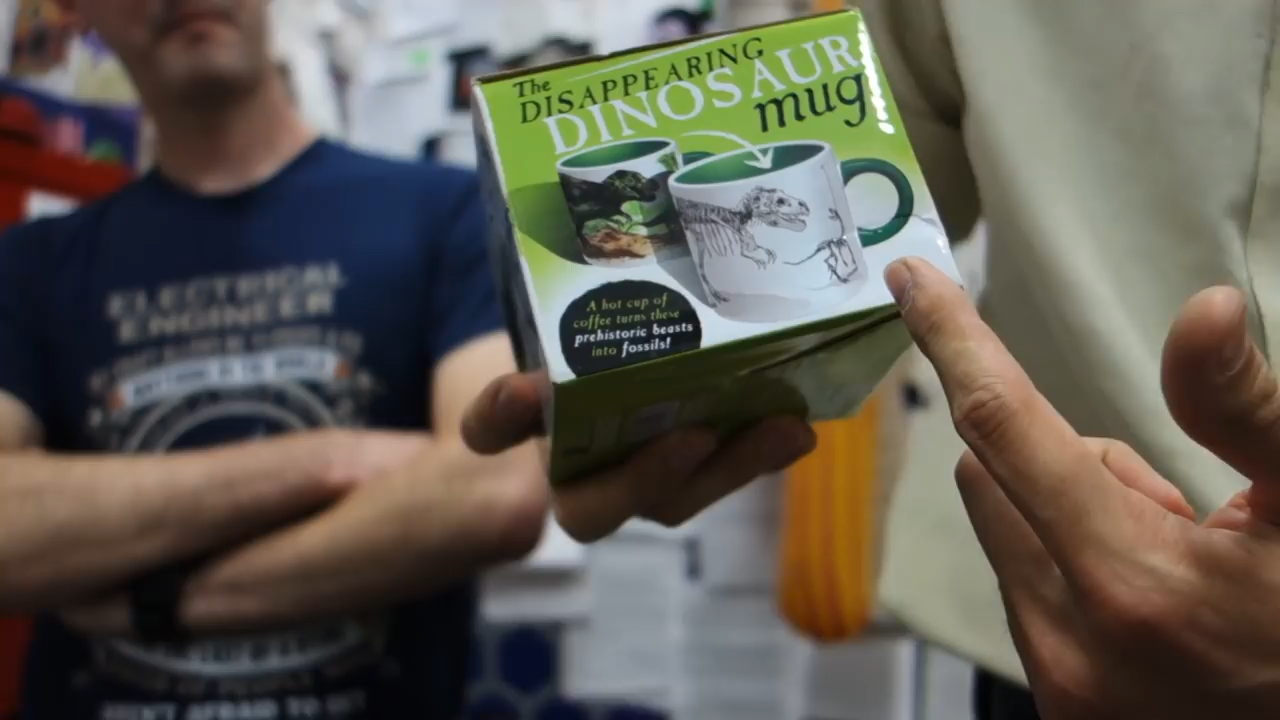 The
DISAPPEARING
DINOSAUR
mug!
A hot cup of
coffee turns these
prehistoric beasts
into fossils!
ELECTRICAL
ENGINEER